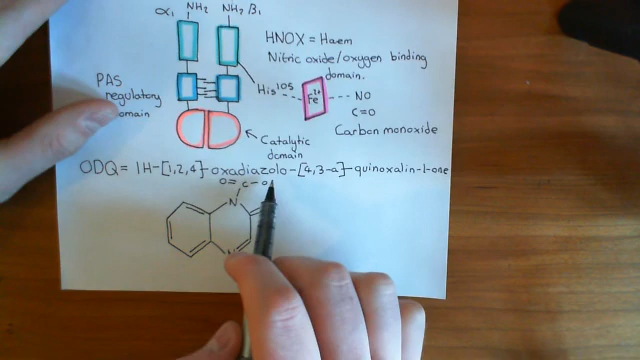 α1 NH2 NH2 β1
HNOX = Haem
Nitric oxide/oxygen binding
domain.
PAS
regulatory
domain
His105
Fe2+
NO
C=O
Carbon monoxide
Catalytic
domain
ODQ = 1H-[1,2,4]-oxadiazolo-[4,3-a]-quinoxalin-1-one
O=C-O
N
N